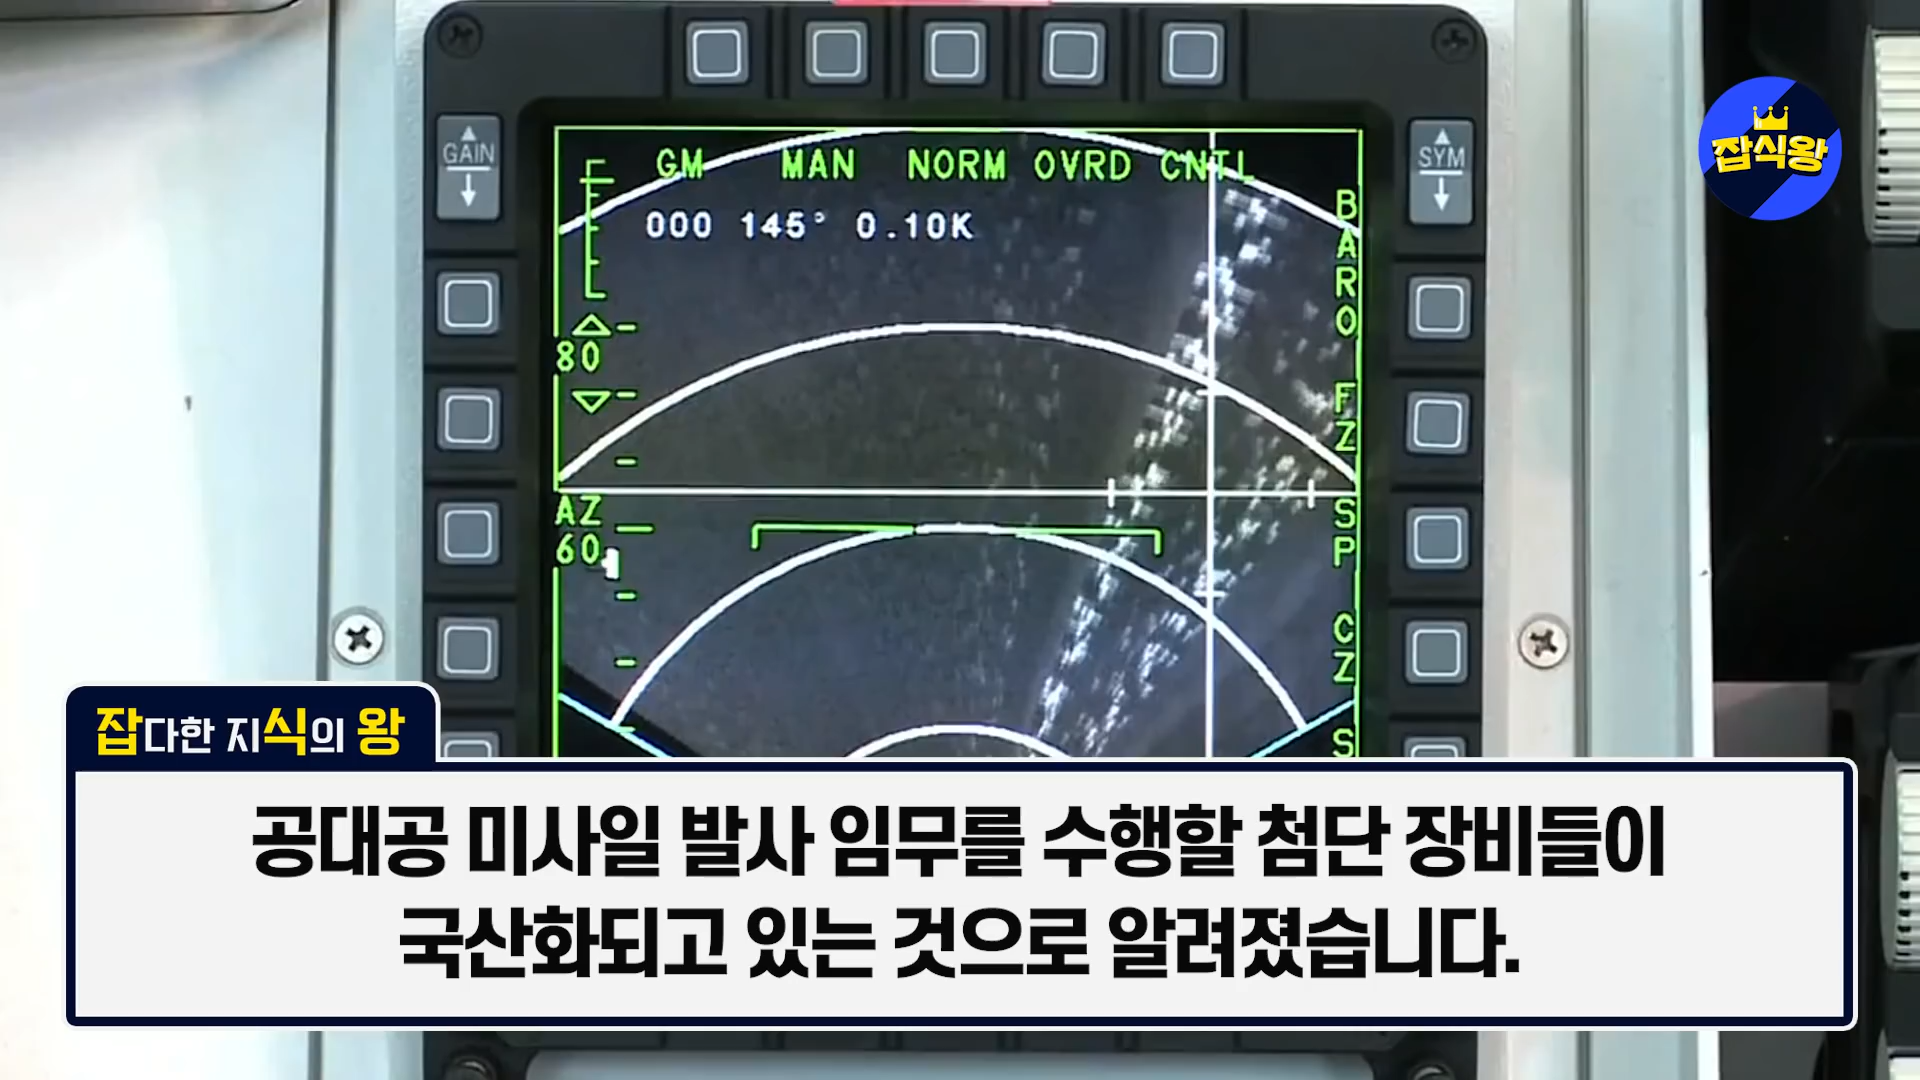 GAIN
SYM
GM MAN NORM OVRD CNTL
000 145° 0.10K
BARO
80
FZ
AZ
60
SP
CZ
S
잡식왕
잡다한 지식의 왕
공대공 미사일 발사 임무를 수행할 첨단 장비들이
국산화되고 있는 것으로 알려졌습니다.